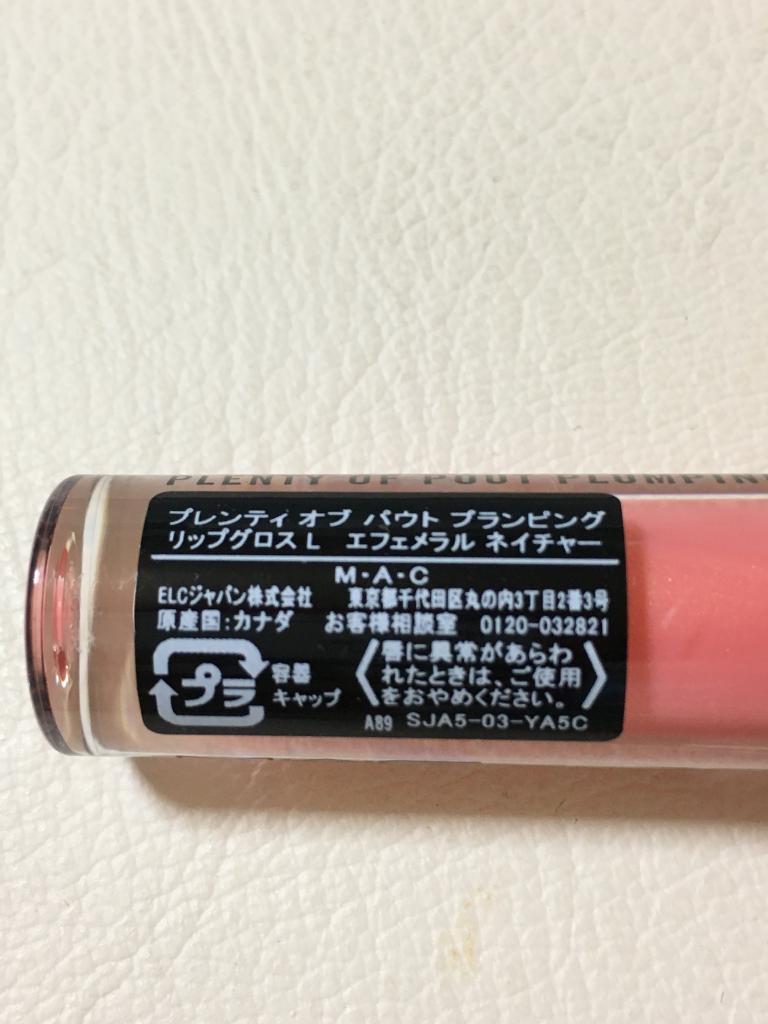 PLENTY OF POUT PLUMPIN
プレンティ オブ パウト プランピング
リップグロス L エフェメラル ネイチャー
M・A・C
ELCジャパン株式会社 東京都千代田区丸の内3丁目2番3号
原産国:カナダ お客様相談室 0120-032821
プラ
容器
キャップ
〈唇に異常があらわ
れたときは、ご使用
をおやめください。〉
A89 SJA5-03-YA5C